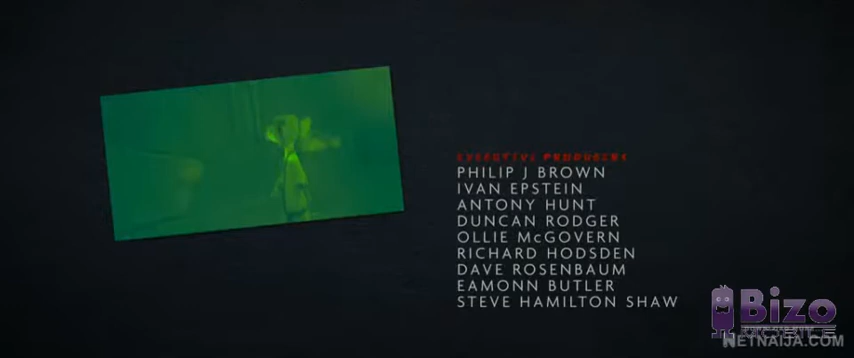 EXECUTIVE PRODUCERS
PHILIP J BROWN
IVAN EPSTEIN
ANTONY HUNT
DUNCAN RODGER
OLLIE McGOVERN
RICHARD HODSDEN
DAVE ROSENBAUM
EAMONN BUTLER
STEVE HAMILTON SHAW
Bizo
MOBILE
NETNAIJA.COM